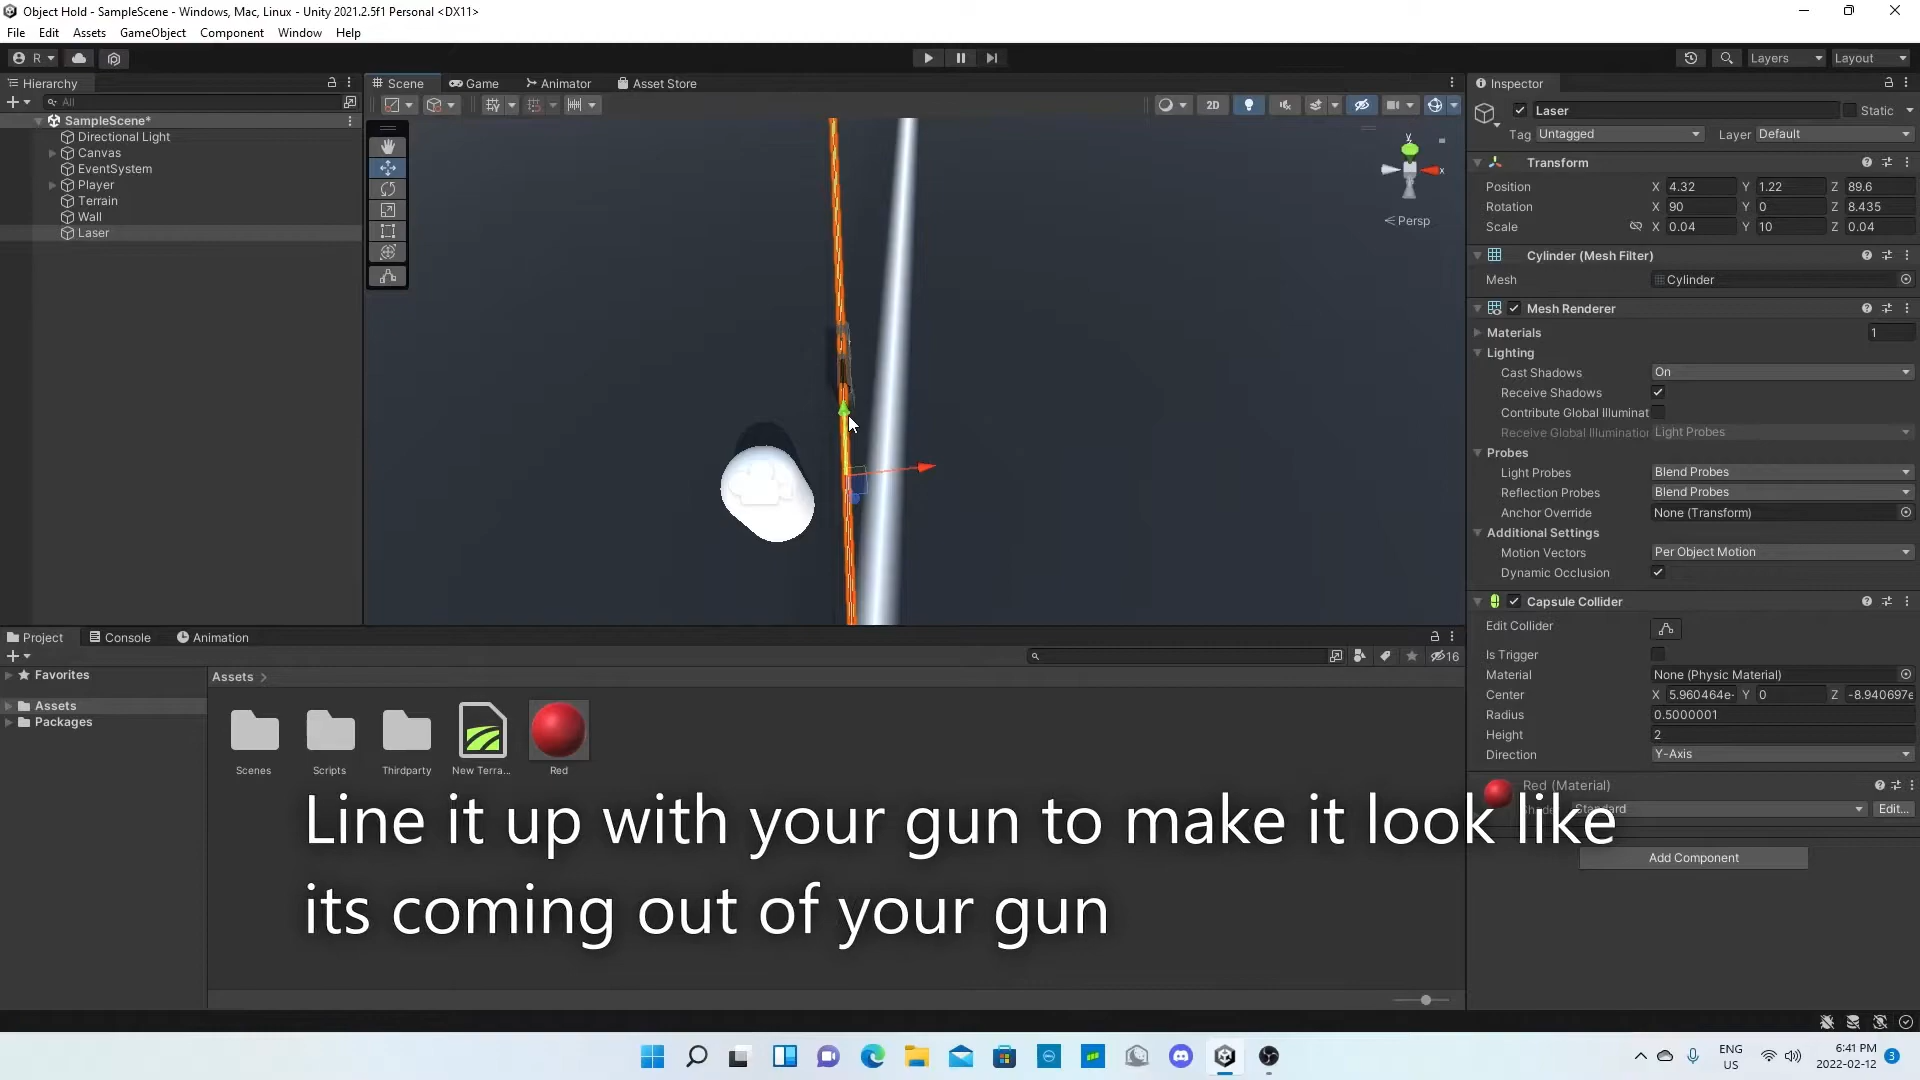 Object Hold - SampleScene - Windows, Mac, Linux - Unity 2021.2.5f1 Personal <DX11>
File Edit Assets GameObject Component Window Help
R Layers Layout
Hierarchy
All
SampleScene*
Directional Light
Canvas
EventSystem
Player
Terrain
Wall
Laser
Scene Game Animator Asset Store
2D
y
x
Persp
Inspector
Laser Static
Tag Untagged Layer Default
Transform
Position X 4.32 Y 1.22 Z 89.6
Rotation X 90 Y 0 Z 8.435
Scale X 0.04 Y 10 Z 0.04
Cylinder (Mesh Filter)
Mesh Cylinder
Mesh Renderer
Materials 1
Lighting
Cast Shadows On
Receive Shadows
Contribute Global Illuminat
Receive Global Illumination Light Probes
Probes
Light Probes Blend Probes
Reflection Probes Blend Probes
Anchor Override None (Transform)
Additional Settings
Motion Vectors Per Object Motion
Dynamic Occlusion
Capsule Collider
Edit Collider
Is Trigger
Material None (Physic Material)
Center X 5.960464e- Y 0 Z -8.940697e
Radius 0.5000001
Height 2
Direction Y-Axis
Red (Material)
Standard Edit...
Add Component
Project Console Animation
16
Favorites
Assets
Packages
Assets
Scenes Scripts Thirdparty New Terra... Red
Line it up with your gun to make it look like
its coming out of your gun
ENG
US
6:41 PM
2022-02-12
3